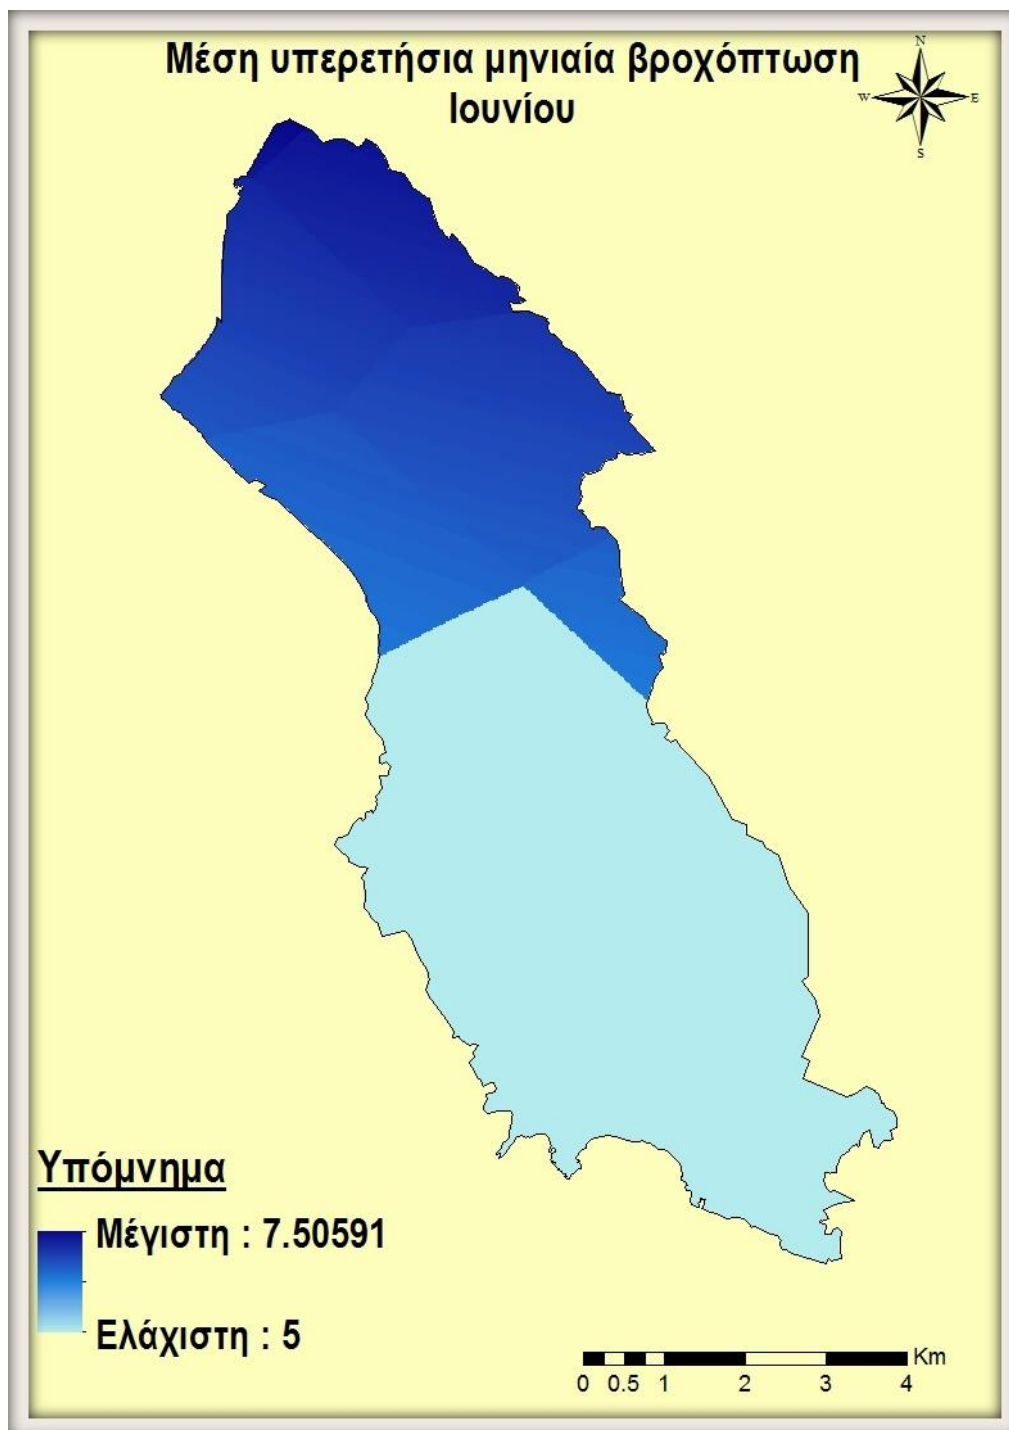 Μέση υπερετήσια μηνιαία βροχόπτωση
Ιουνίου
N
W E
S
Υπόμνημα
Μέγιστη : 7.50591
Ελάχιστη : 5
Km
0 0.5 1 2 3 4